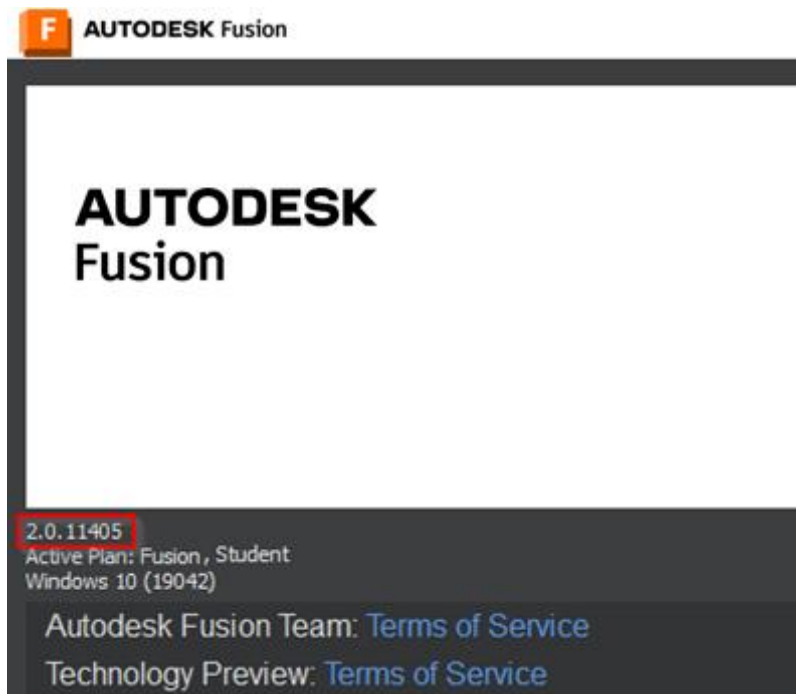 F AUTODESK Fusion
AUTODESK
Fusion
2.0.11405
Active Plan: Fusion, Student
Windows 10 (19042)
Autodesk Fusion Team: Terms of Service
Technology Preview: Terms of Service